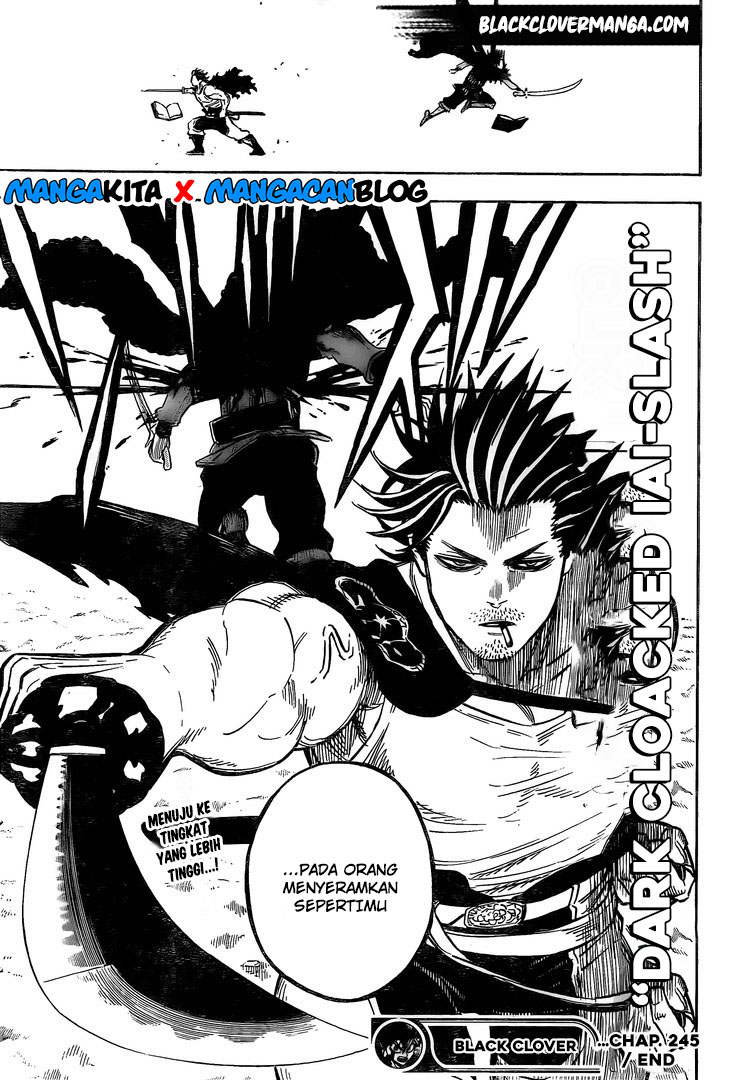 BLACKCLOVERMANGA.COM
MANGAKITA X MANGACANBLOG
"DARK CLOACKED IAI-SLASH"
MENUJU KE
TINGKAT
YANG LEBIH
TINGGI...!
...PADA ORANG
MENYERAMKAN
SEPERTIMU
BLACK CLOVER
...CHAP. 245
/ END